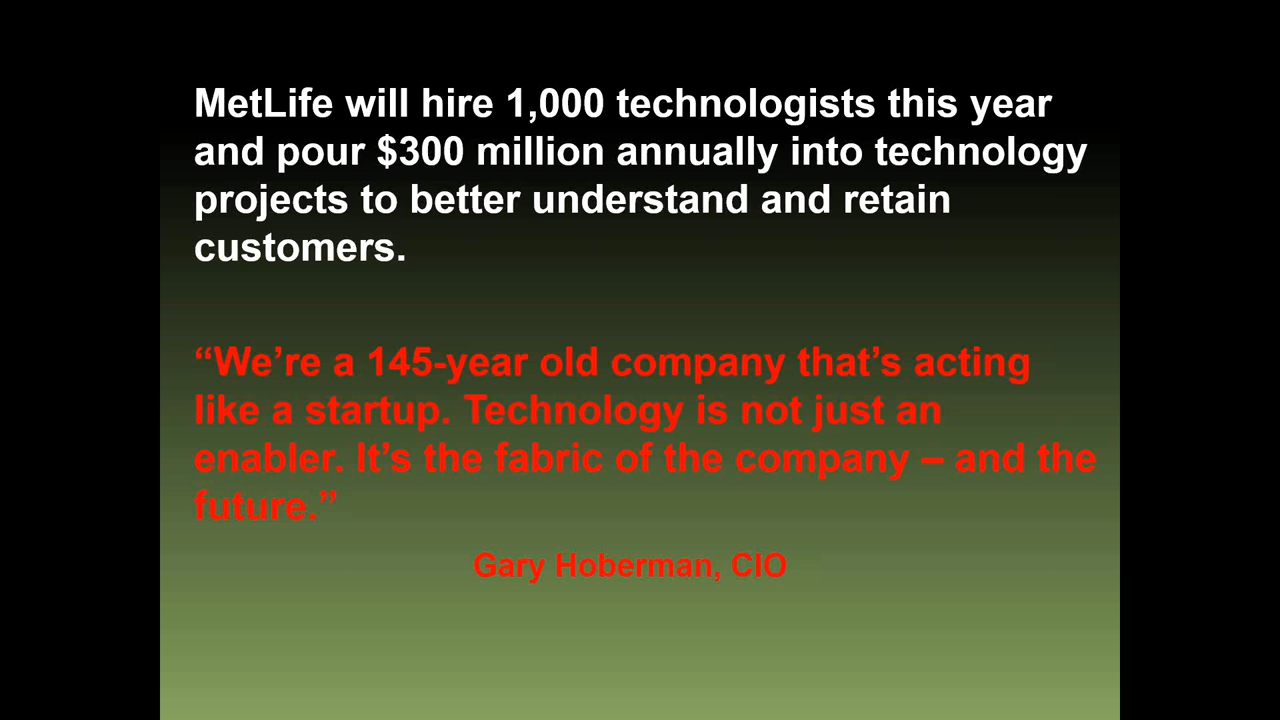 MetLife will hire 1,000 technologists this year
and pour $300 million annually into technology
projects to better understand and retain
customers.
“We’re a 145-year old company that’s acting
like a startup. Technology is not just an
enabler. It’s the fabric of the company – and the
future.”
Gary Hoberman, CIO